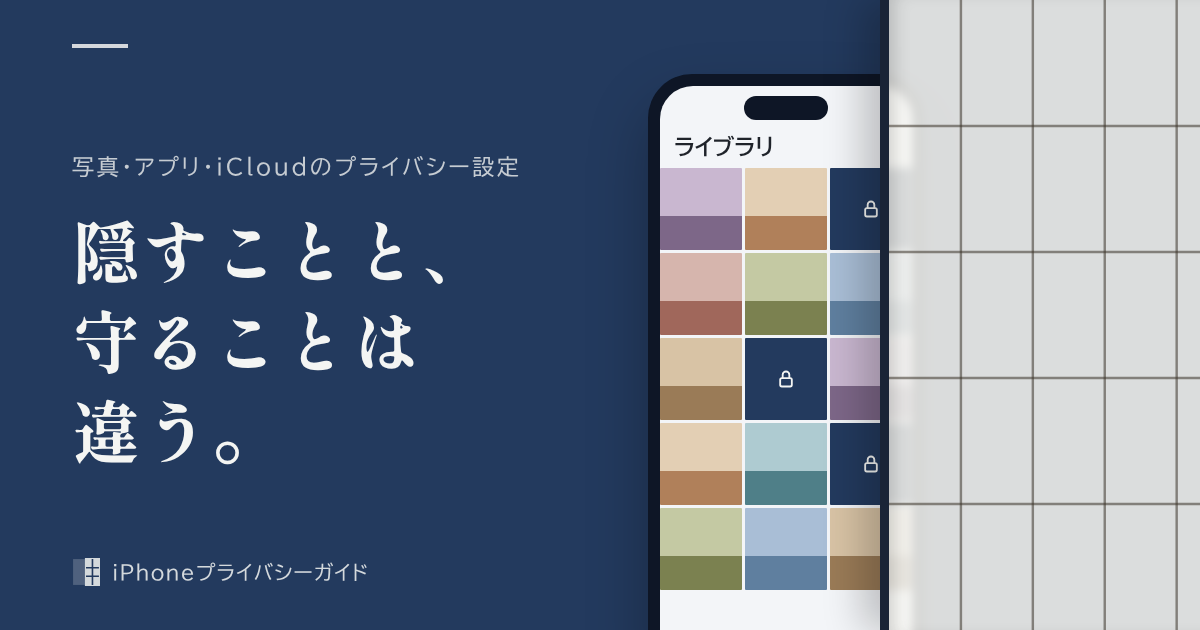 写真・アプリ・iCloudのプライバシー設定
隠すことと、
守ることは
違う。
iPhoneプライバシーガイド
ライブラリ